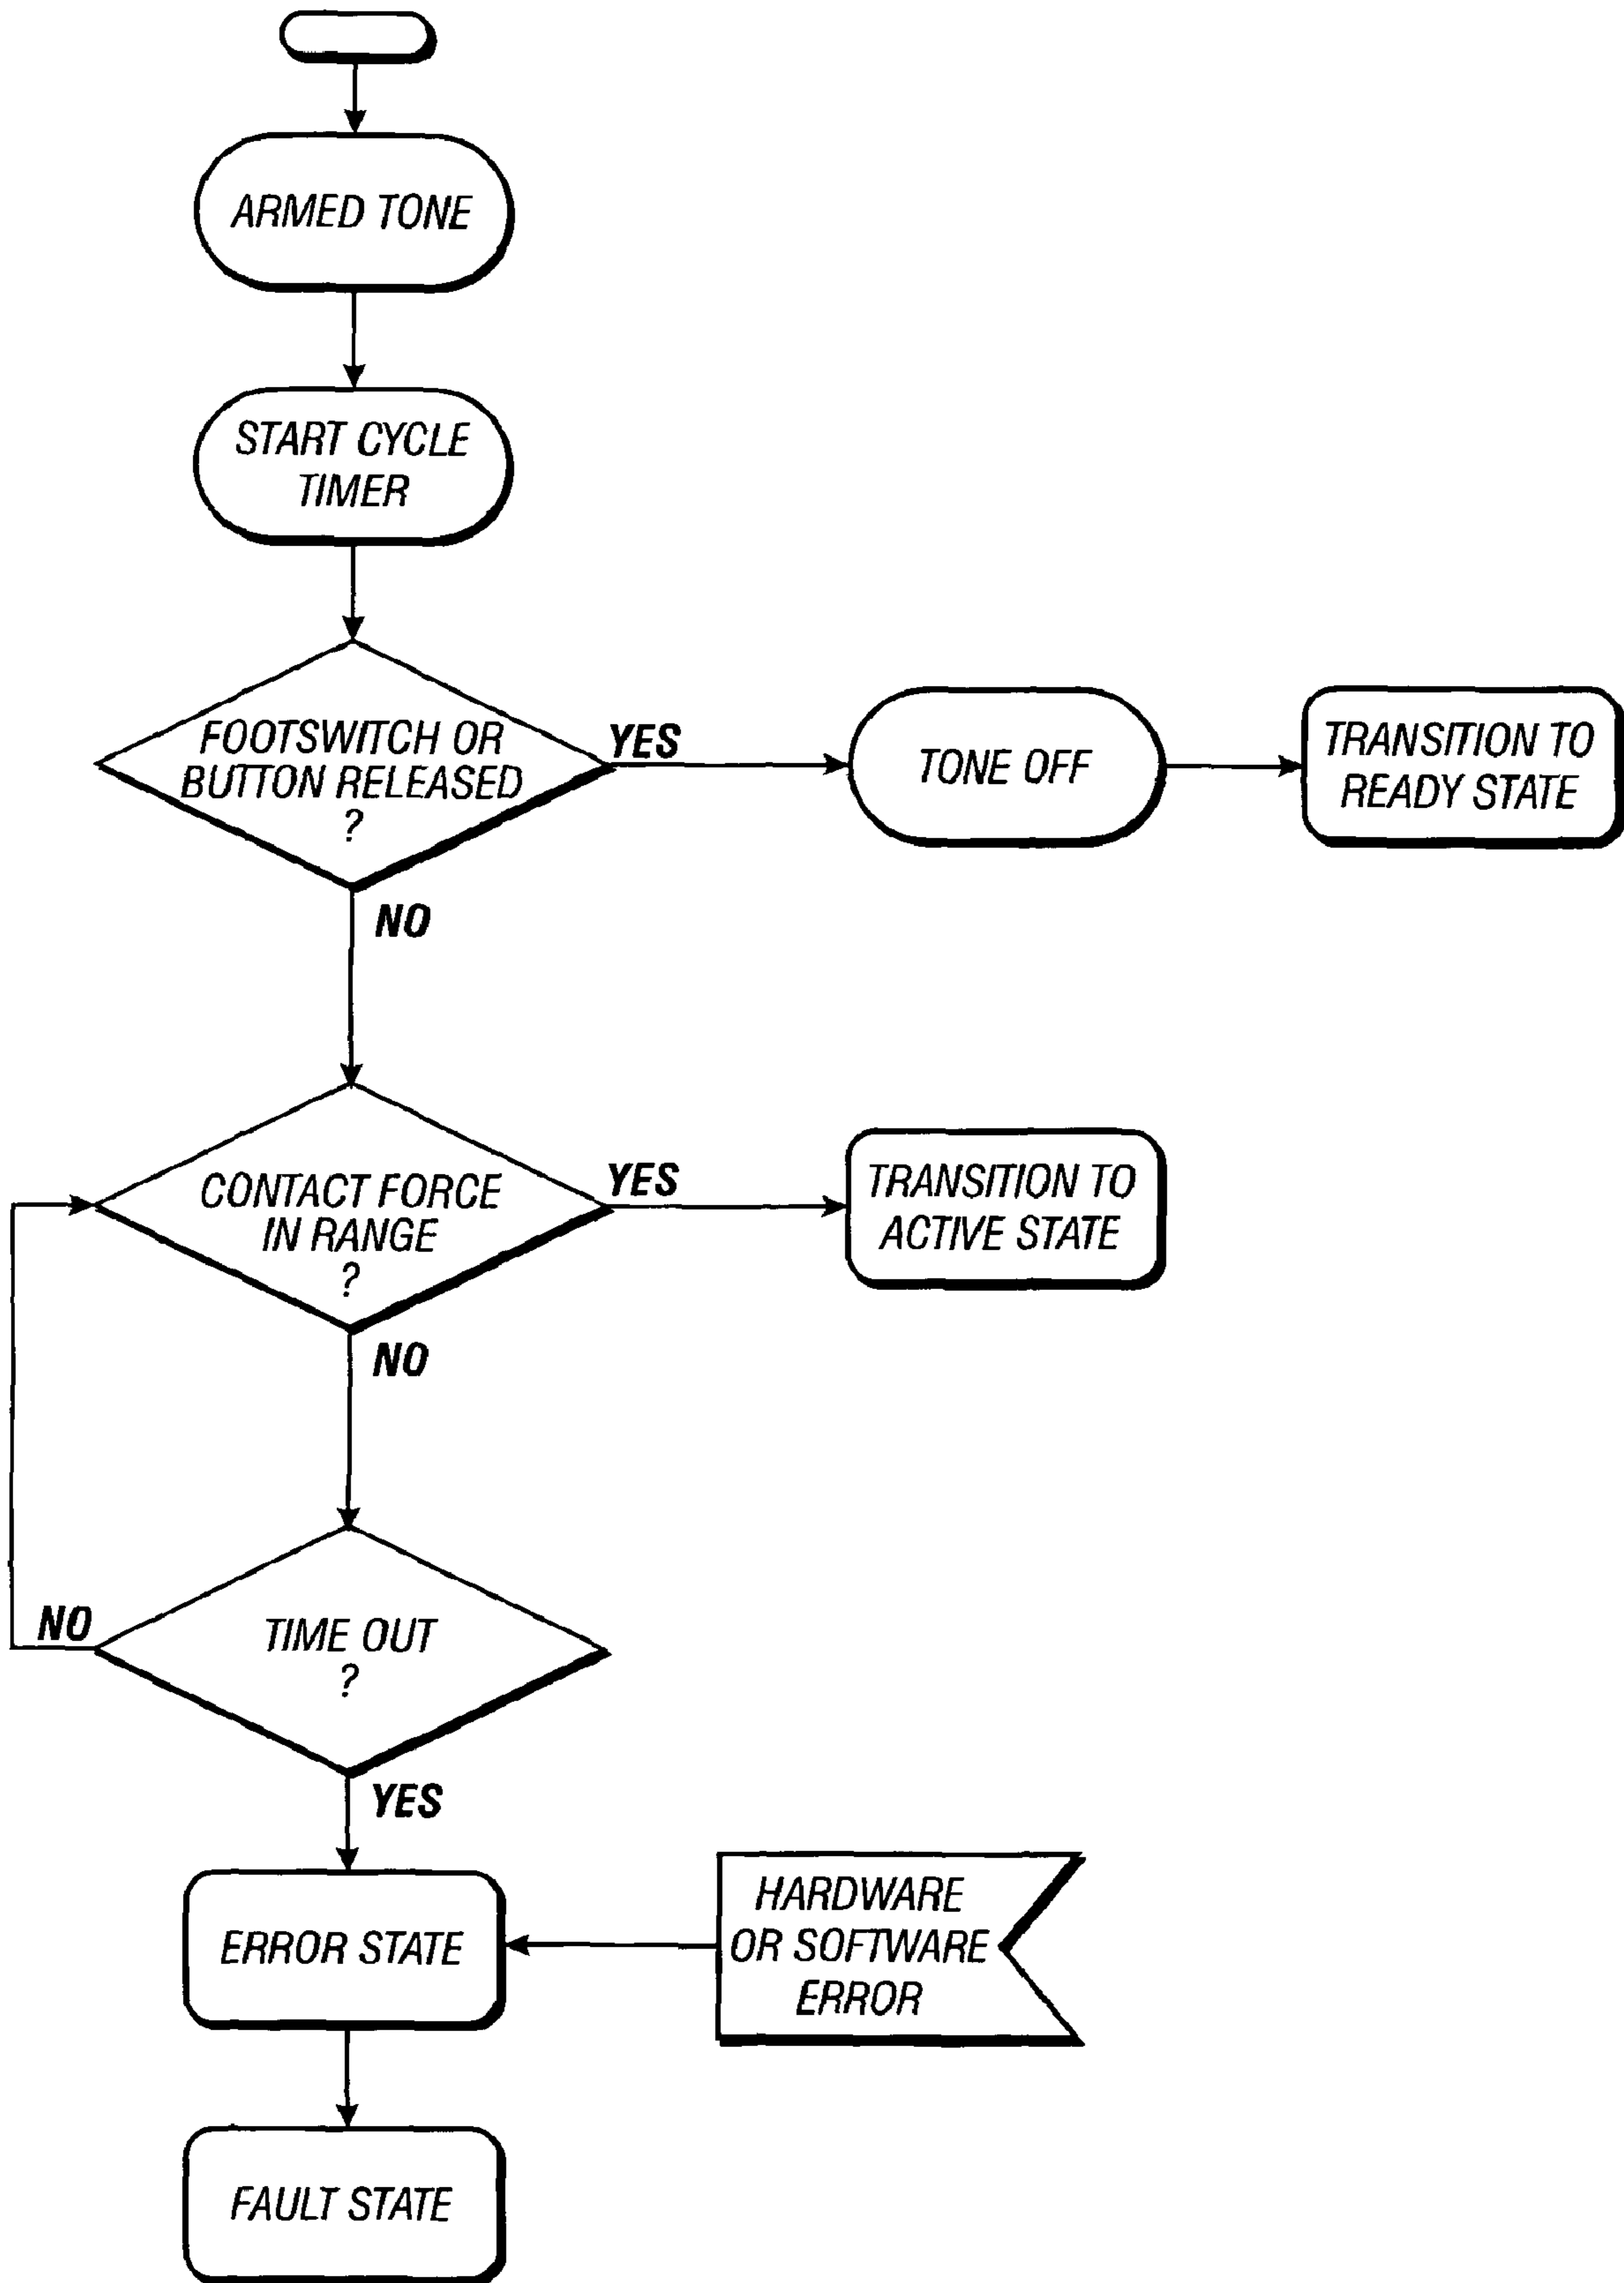 ARMED TONE
START CYCLE
TIMER
FOOTSWITCH OR
BUTTON RELEASED
?
YES
TONE OFF
TRANSITION TO
READY STATE
NO
CONTACT FORCE
IN RANGE
?
YES
TRANSITION TO
ACTIVE STATE
NO
TIME OUT
?
NO
YES
ERROR STATE
HARDWARE
OR SOFTWARE
ERROR
FAULT STATE